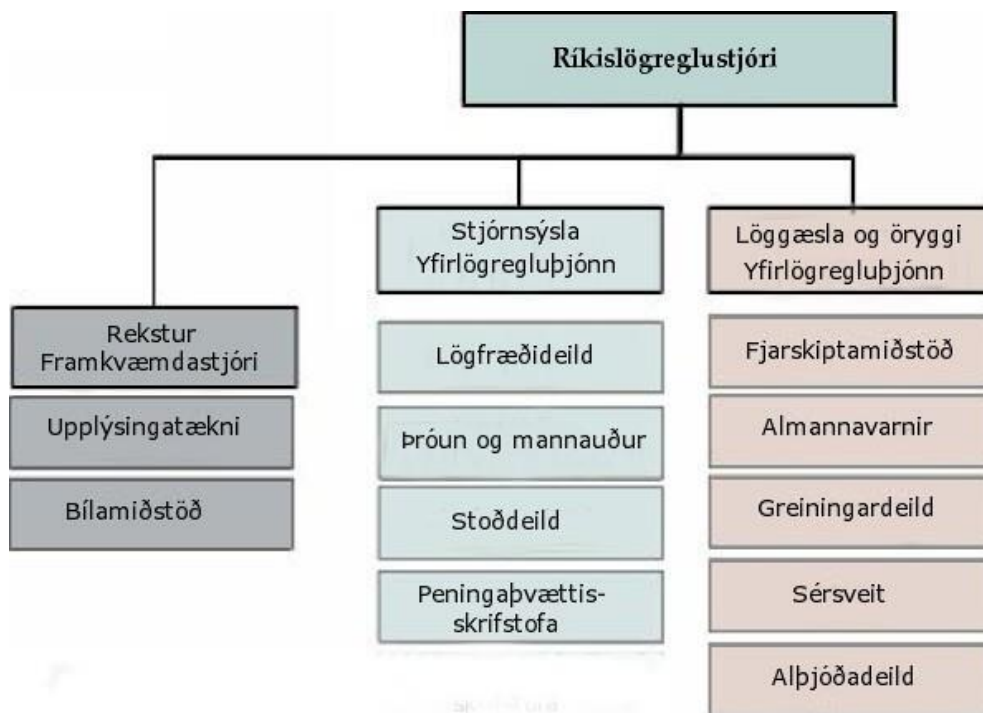 Ríkislögreglustjóri
Rekstur
Framkvæmdastjóri
Upplýsingatækni
Bílamiðstöð
Stjórnsýsla
Yfirlögregluþjónn
Lögfræðideild
Þróun og mannauður
Stoðdeild
Peningaþvættis-
skrifstofa
Löggæsla og öryggi
Yfirlögregluþjónn
Fjarskiptamiðstöð
Almannavarnir
Greiningardeild
Sérsveit
Alþjóðadeild